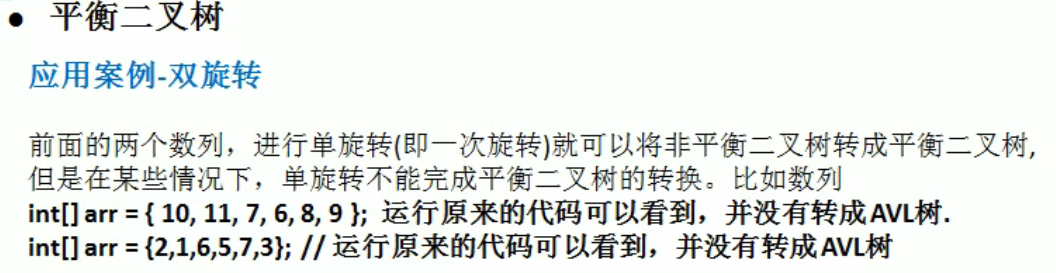 ● 平衡二叉树
应用案例-双旋转
前面的两个数列，进行单旋转(即一次旋转)就可以将非平衡二叉树转成平衡二叉树,
但是在某些情况下，单旋转不能完成平衡二叉树的转换。比如数列
int[] arr = { 10, 11, 7, 6, 8, 9 };  运行原来的代码可以看到，并没有转成AVL树.
int[] arr = {2,1,6,5,7,3}; // 运行原来的代码可以看到，并没有转成AVL树